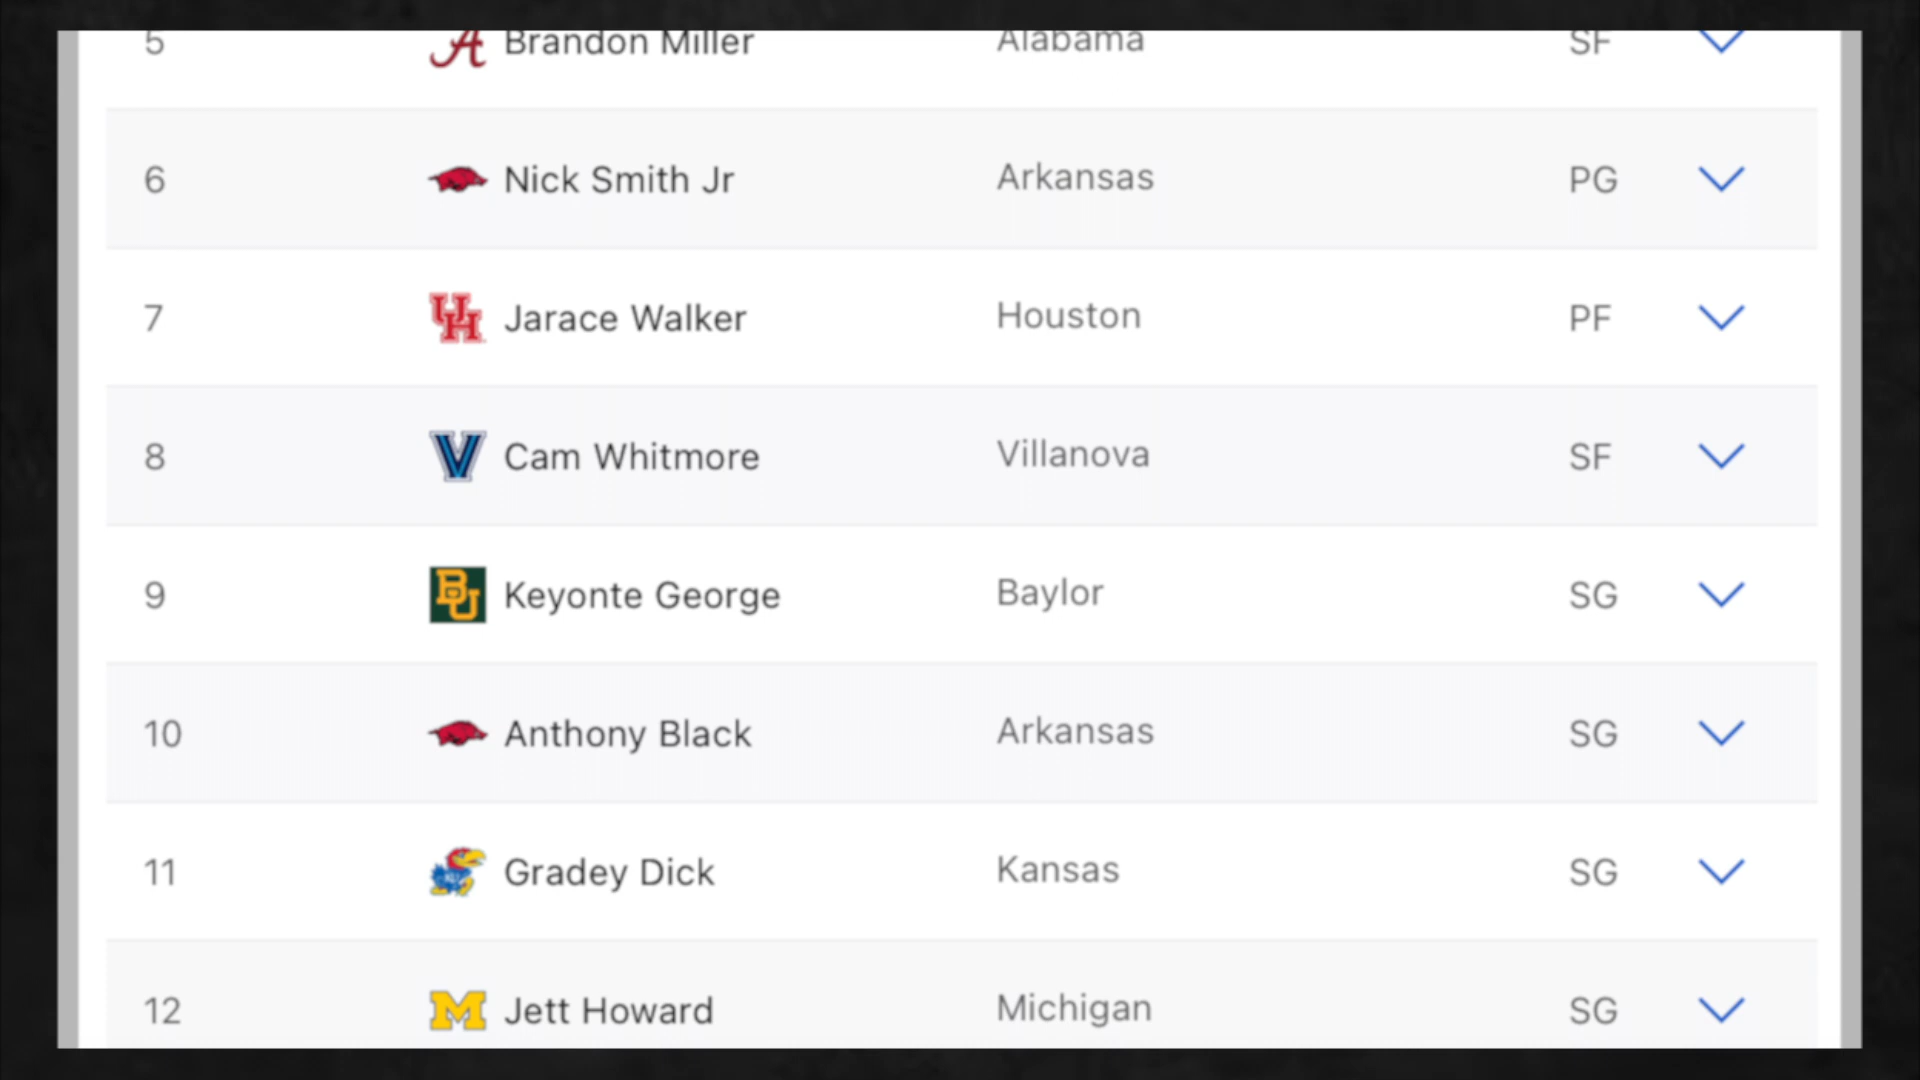 5 Brandon Miller Alabama SF
6 Nick Smith Jr Arkansas PG
7 UH Jarace Walker Houston PF
8 V Cam Whitmore Villanova SF
9 BU Keyonte George Baylor SG
10 Anthony Black Arkansas SG
11 Gradey Dick Kansas SG
12 M Jett Howard Michigan SG